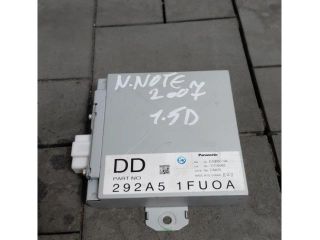 N.NOTE
2007
1.5D
DD
Panasonic
PART NO
292A5 1FU0A